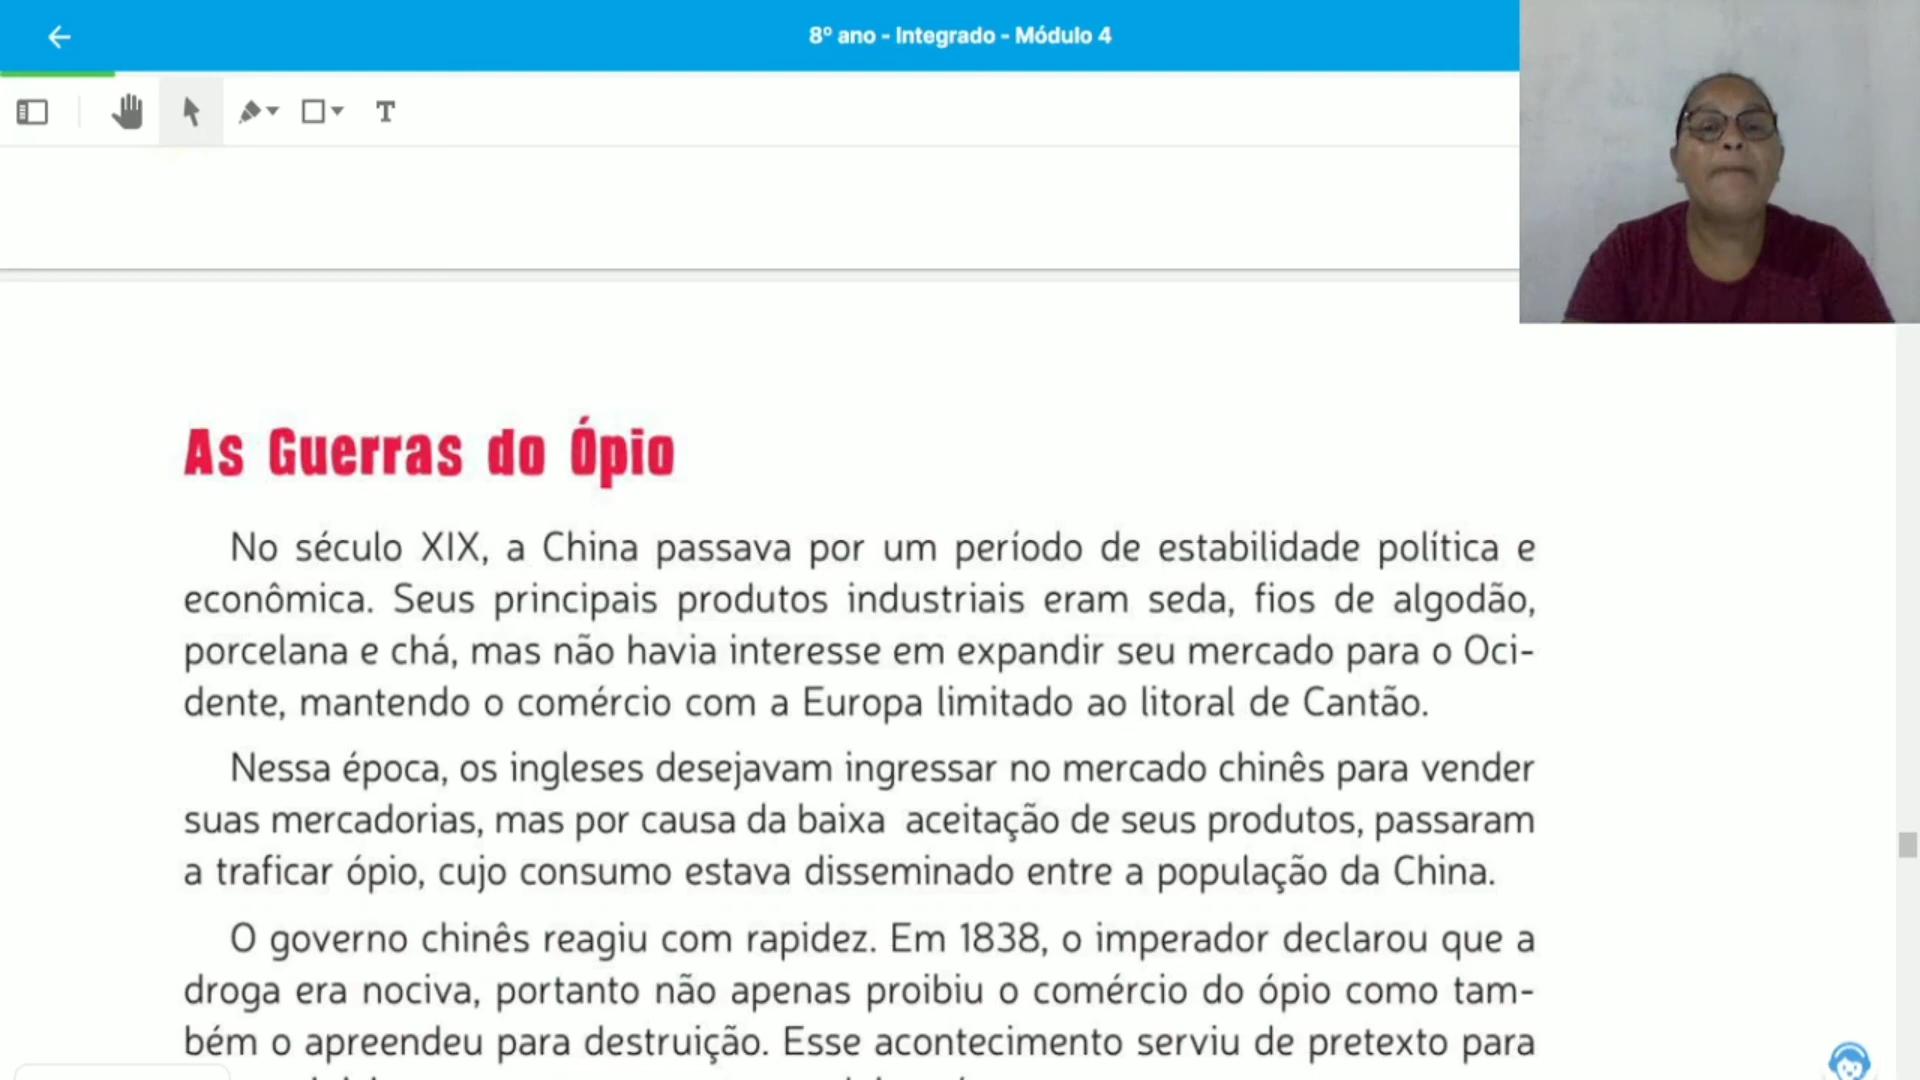 8º ano - Integrado - Módulo 4
T
As Guerras do Ópio
No século XIX, a China passava por um período de estabilidade política e
econômica. Seus principais produtos industriais eram seda, fios de algodão,
porcelana e chá, mas não havia interesse em expandir seu mercado para o Oci-
dente, mantendo o comércio com a Europa limitado ao litoral de Cantão.
Nessa época, os ingleses desejavam ingressar no mercado chinês para vender
suas mercadorias, mas por causa da baixa aceitação de seus produtos, passaram
a traficar ópio, cujo consumo estava disseminado entre a população da China.
O governo chinês reagiu com rapidez. Em 1838, o imperador declarou que a
droga era nociva, portanto não apenas proibiu o comércio do ópio como tam-
bém o apreendeu para destruição. Esse acontecimento serviu de pretexto para